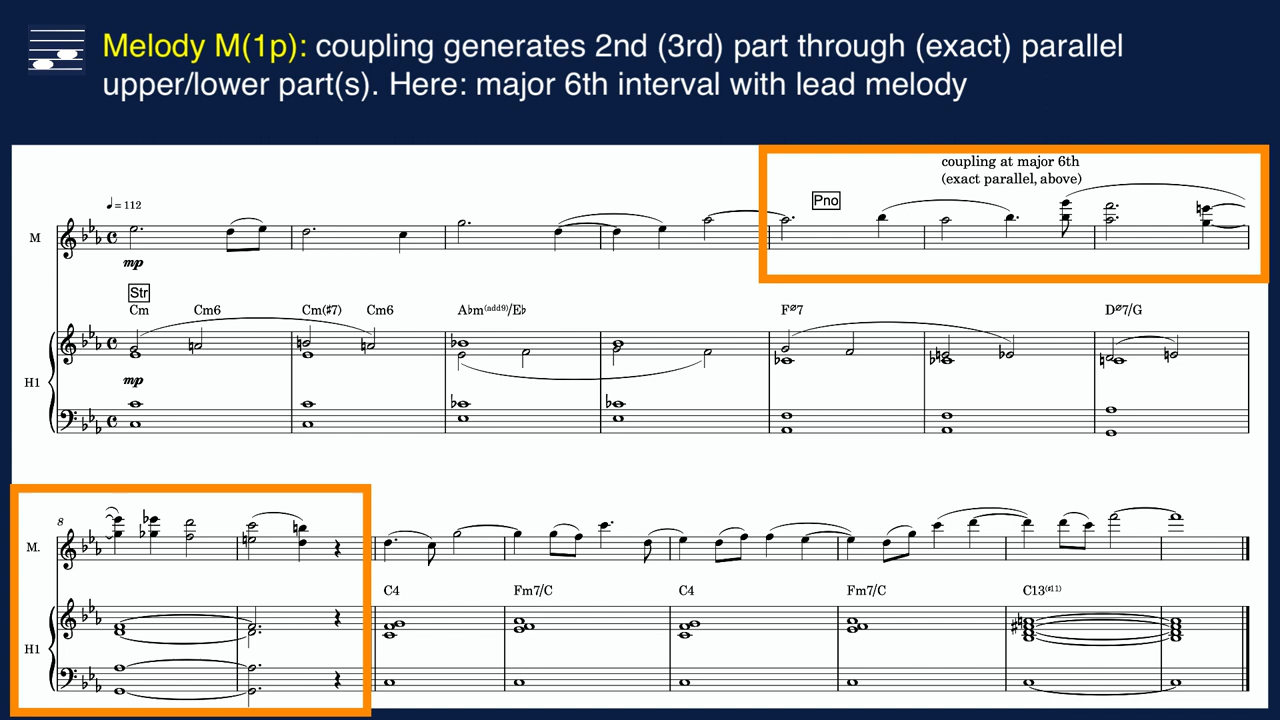 Melody M(1p): coupling generates 2nd (3rd) part through (exact) parallel
upper/lower part(s). Here: major 6th interval with lead melody
coupling at major 6th
(exact parallel, above)
♩ = 112
Pno
M
mp
Str
Cm Cm6 Cm(♯7) Cm6 A♭m(add9)/E♭ Fø7 Dø7/G
mp
H1
8
M.
C4 Fm7/C C4 Fm7/C C13(♯11)
H1